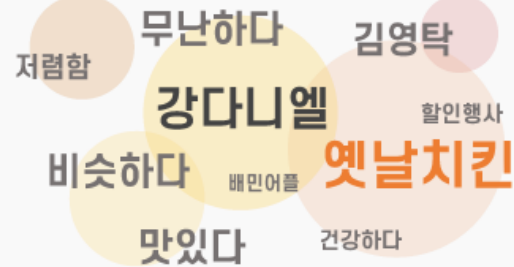 무난하다
김영탁
저렴함
강다니엘
할인행사
옛날치킨
비슷하다
배민어플
맛있다
건강하다